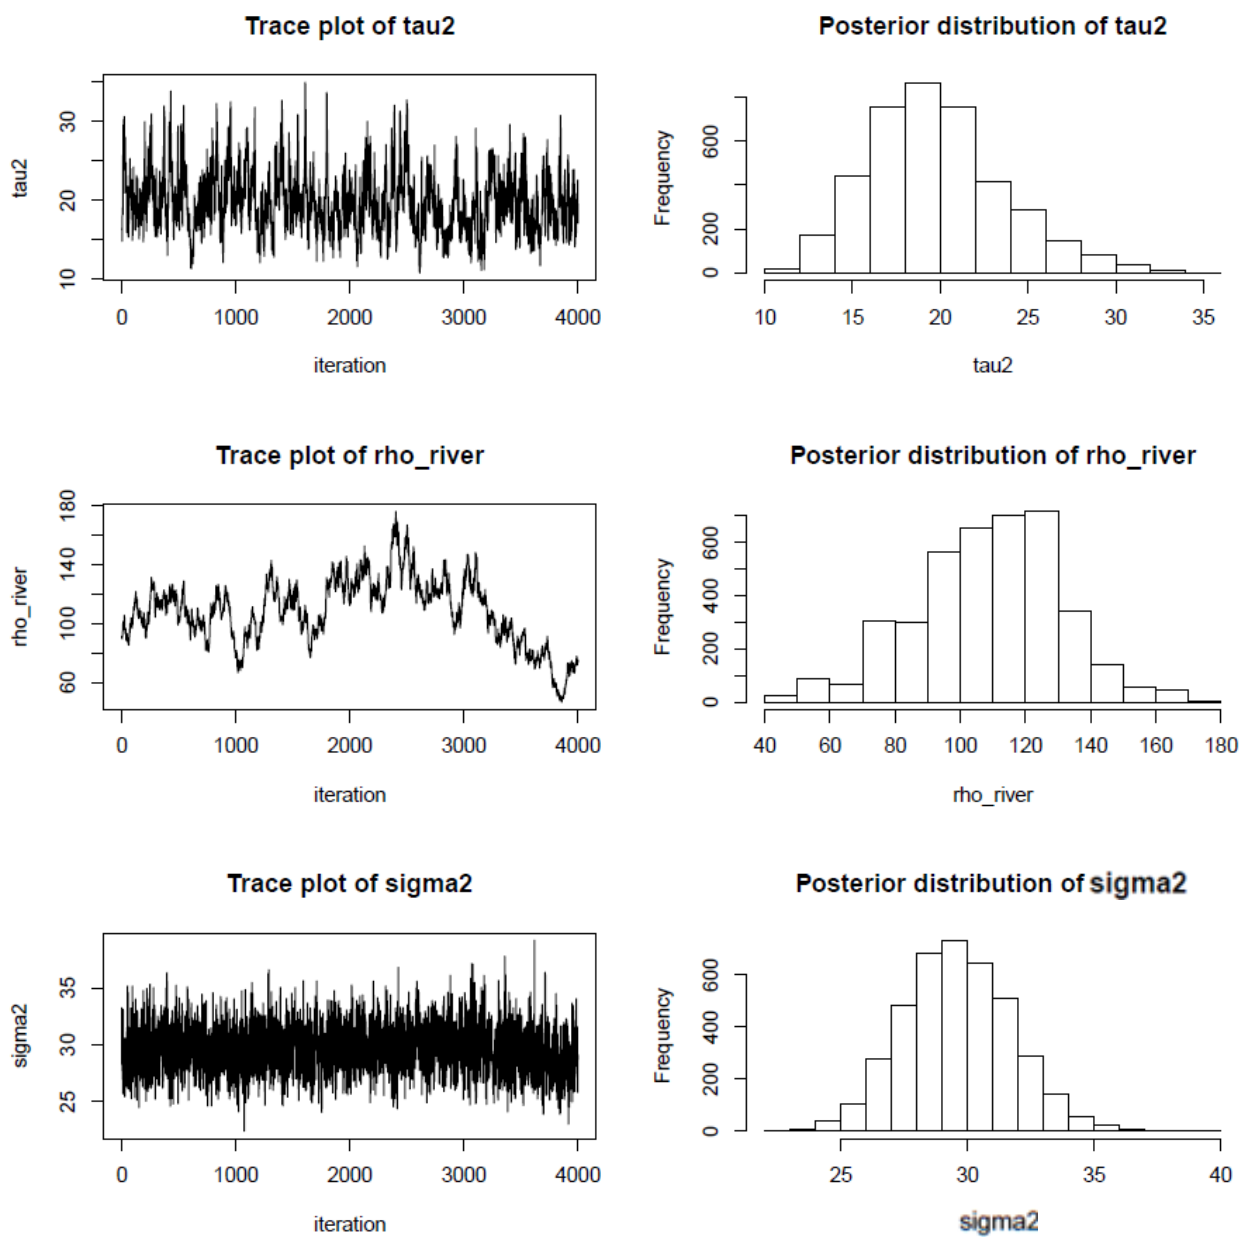 Trace plot of tau2
tau2
10 20 30
0 1000 2000 3000 4000
iteration
Posterior distribution of tau2
Frequency
0 200 600
10 15 20 25 30 35
tau2
Trace plot of rho_river
rho_river
60 100 140 180
0 1000 2000 3000 4000
iteration
Posterior distribution of rho_river
Frequency
0 200 400 600
40 60 80 100 120 140 160 180
rho_river
Trace plot of sigma2
sigma2
25 30 35
0 1000 2000 3000 4000
iteration
Posterior distribution of sigma2
Frequency
0 200 400 600
25 30 35 40
sigma2